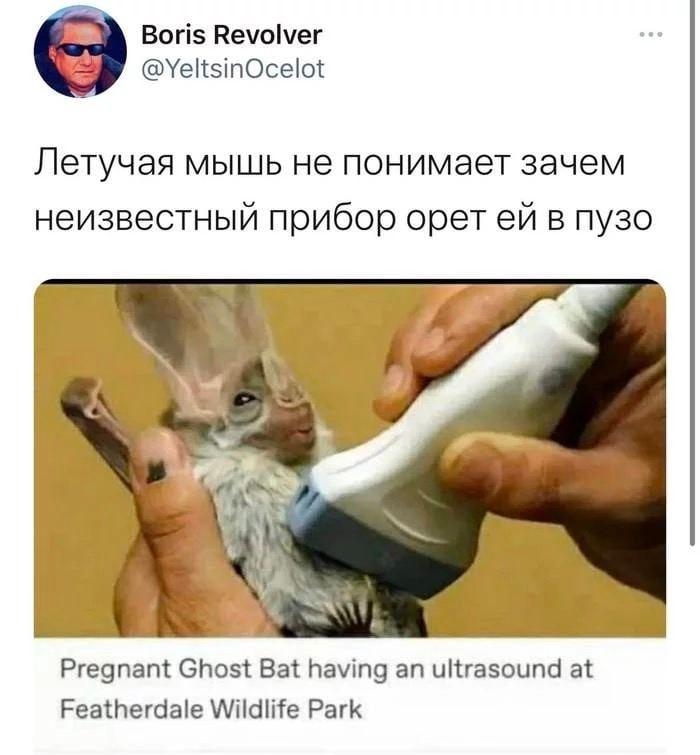 Boris Revolver
@YeltsinOcelot
Летучая мышь не понимает зачем
неизвестный прибор орет ей в пузо
Pregnant Ghost Bat having an ultrasound at
Featherdale Wildlife Park